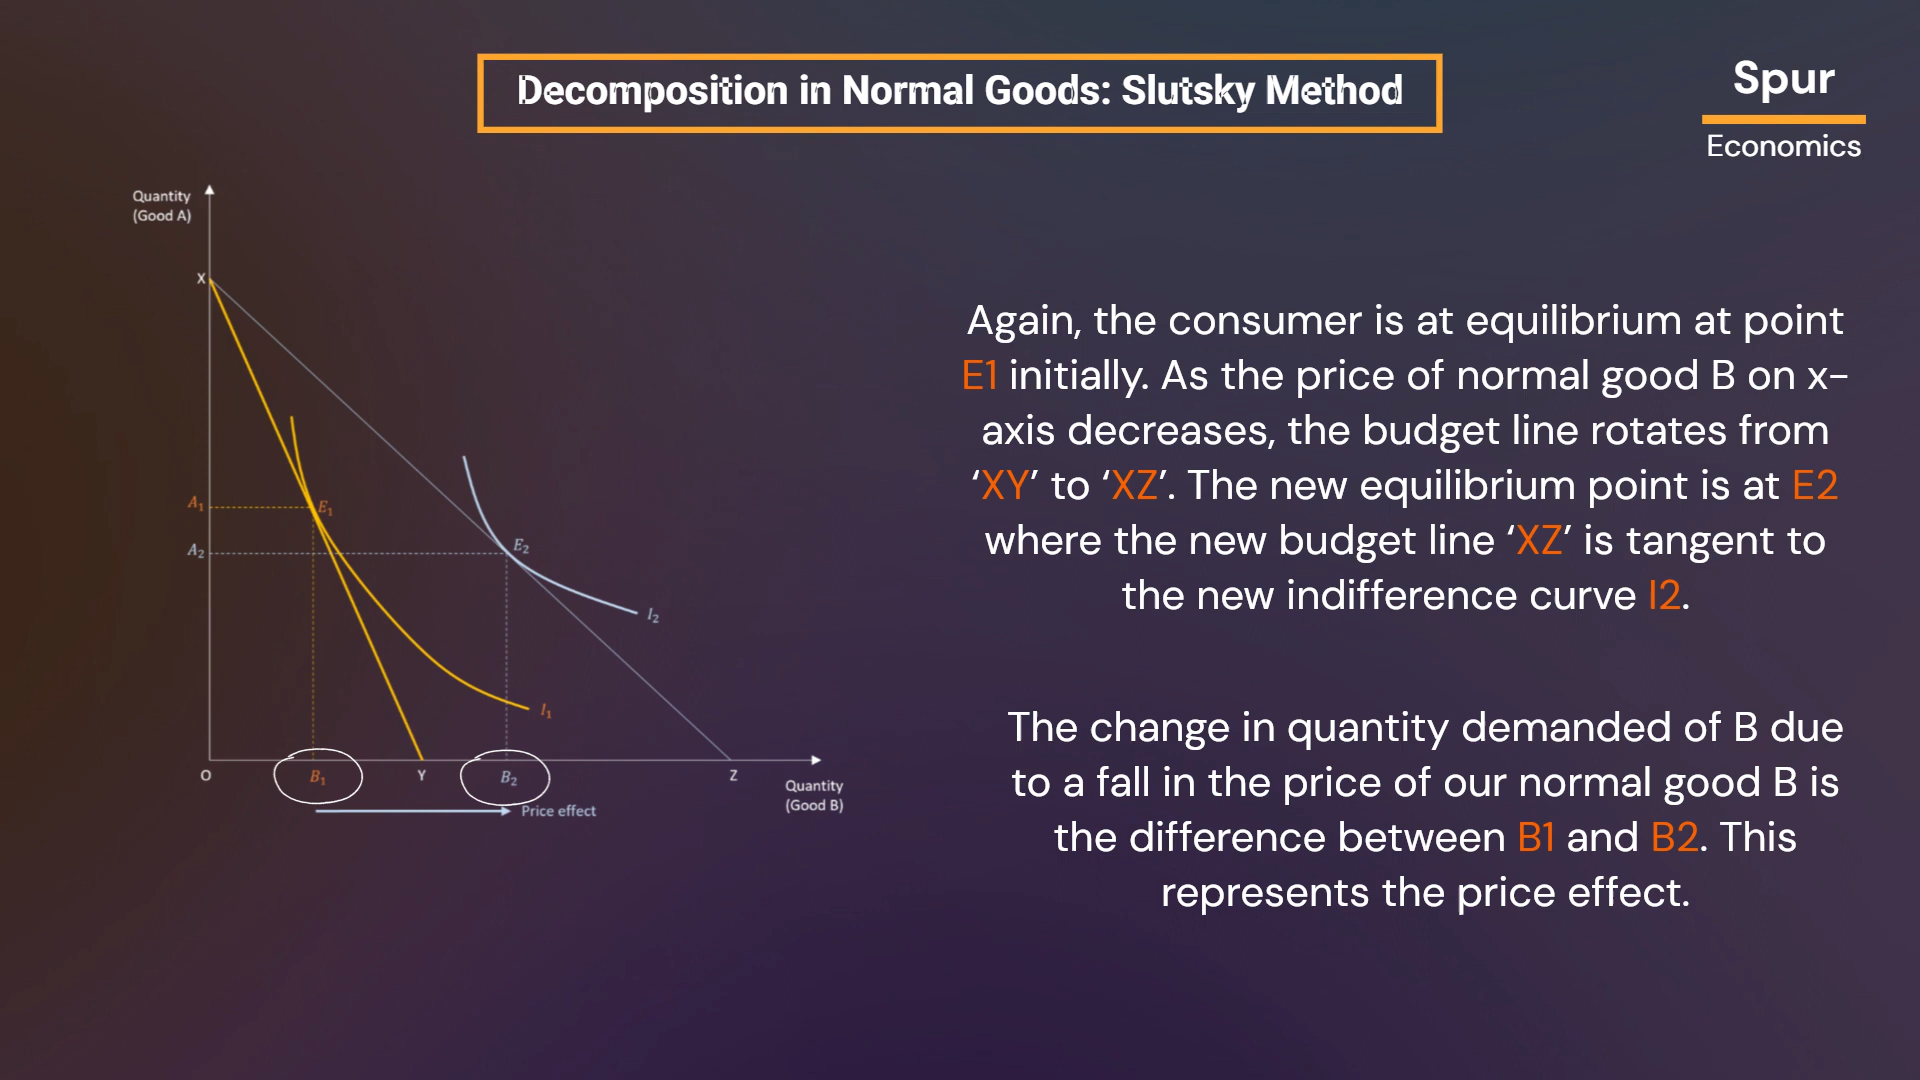 Decomposition in Normal Goods: Slutsky Method
Spur
Economics
Quantity
(Good A)
X
A₁
E₁
A₂
E₂
I₂
I₁
O
B₁
Y
B₂
Z
Quantity
(Good B)
Price effect
Again, the consumer is at equilibrium at point
E1 initially. As the price of normal good B on x-
axis decreases, the budget line rotates from
‘XY’ to ‘XZ’. The new equilibrium point is at E2
where the new budget line ‘XZ’ is tangent to
the new indifference curve I2.
The change in quantity demanded of B due
to a fall in the price of our normal good B is
the difference between B1 and B2. This
represents the price effect.